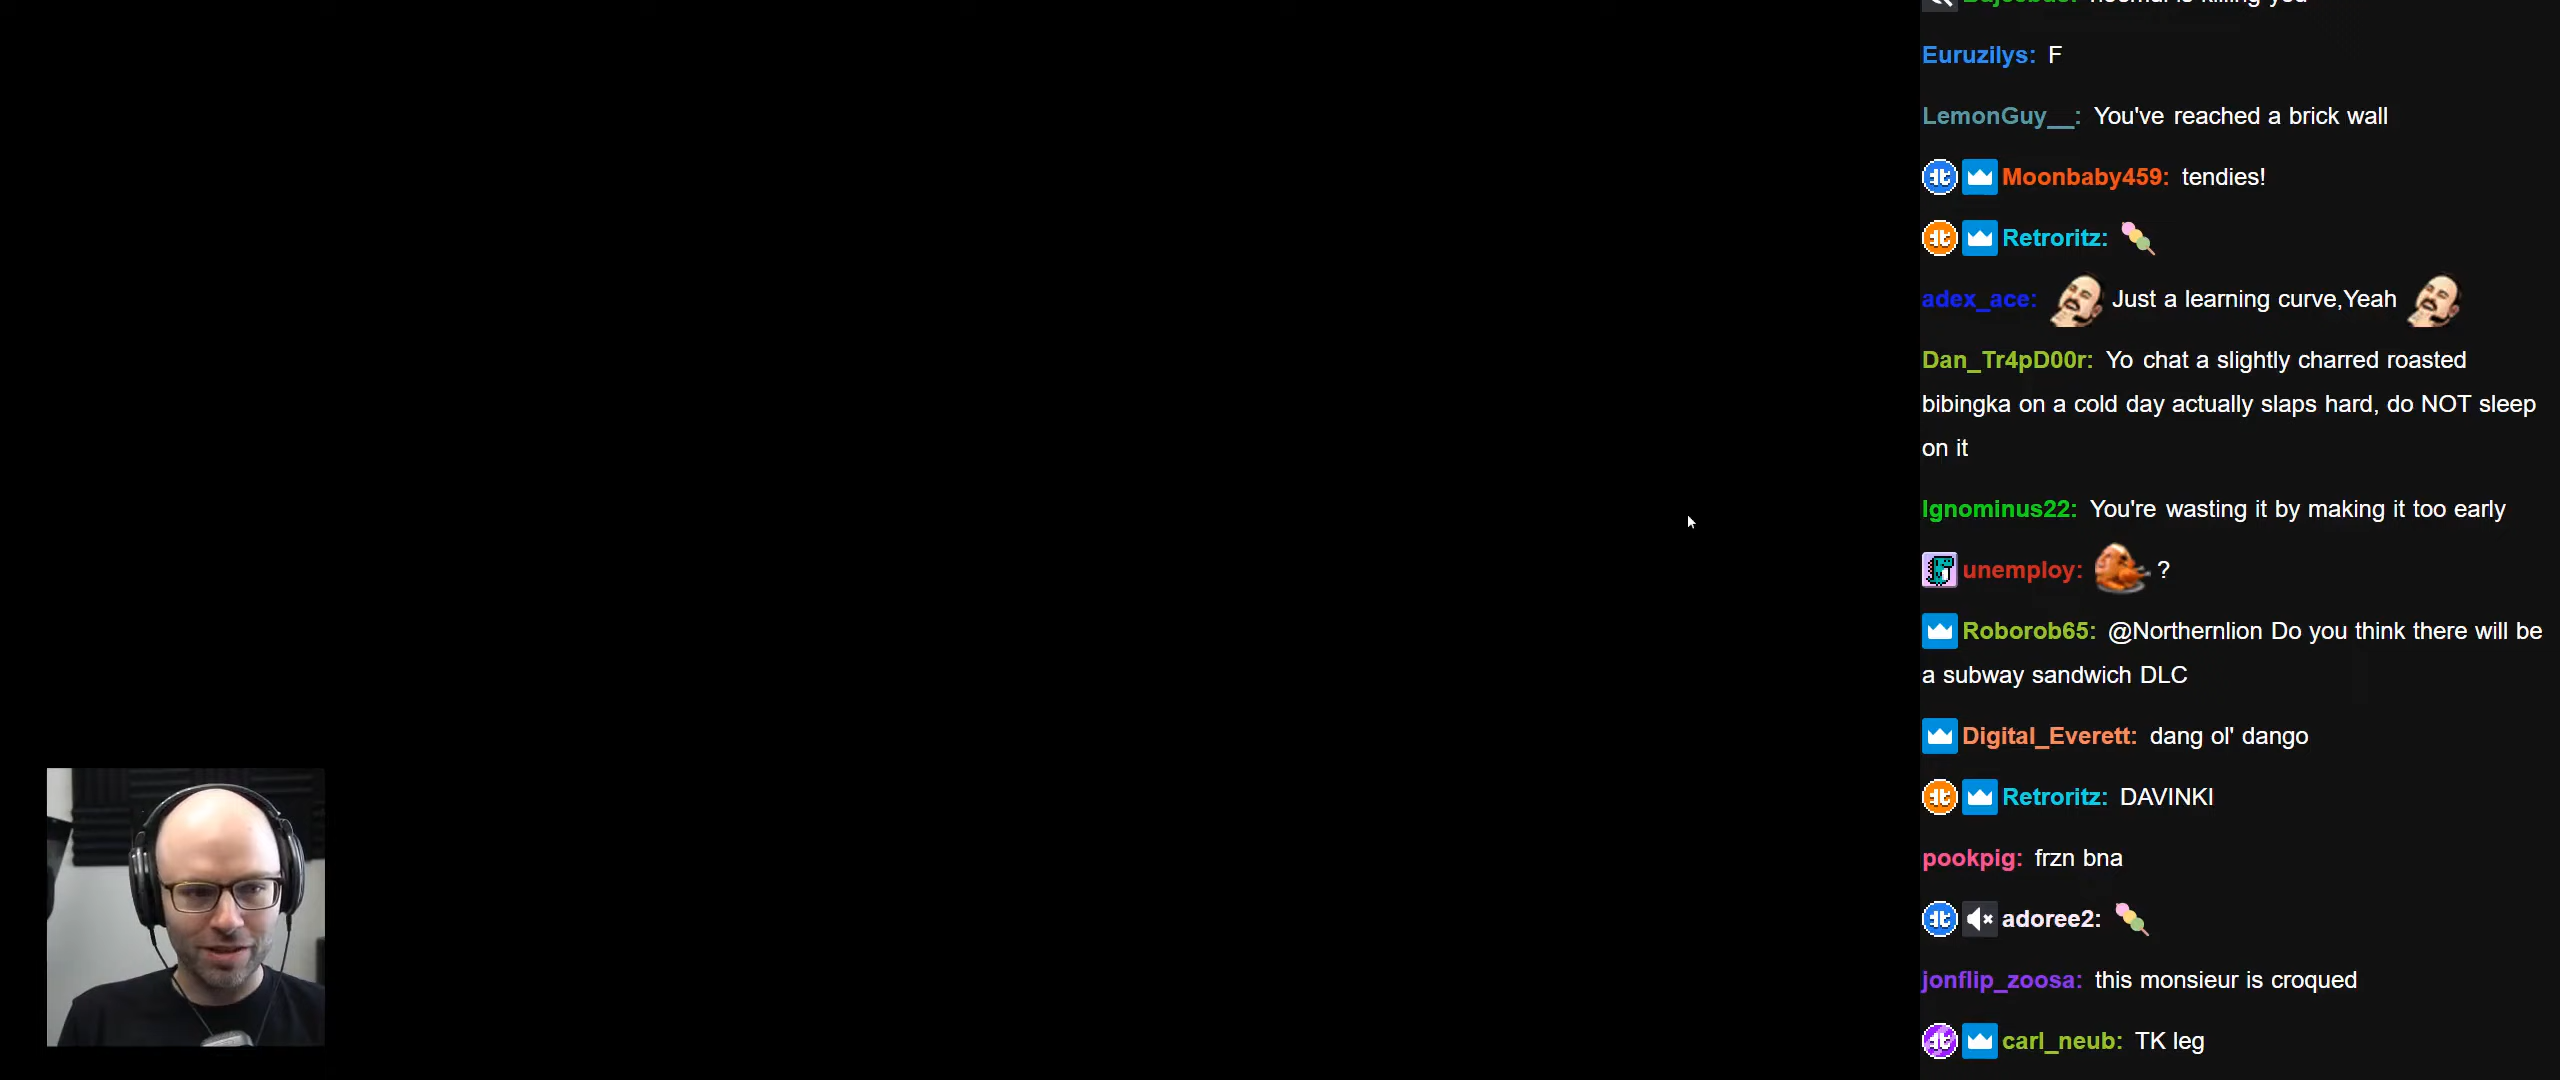 Euruzilys: F
LemonGuy__: You've reached a brick wall
Moonbaby459: tendies!
Retroritz:
adex_ace: Just a learning curve,Yeah
Dan_Tr4pD00r: Yo chat a slightly charred roasted
bibingka on a cold day actually slaps hard, do NOT sleep
on it
Ignominus22: You're wasting it by making it too early
unemploy: ?
Roborob65: @Northernlion Do you think there will be
a subway sandwich DLC
Digital_Everett: dang ol' dango
Retroritz: DAVINKI
pookpig: frzn bna
adoree2:
jonflip_zoosa: this monsieur is croqued
carl_neub: TK leg